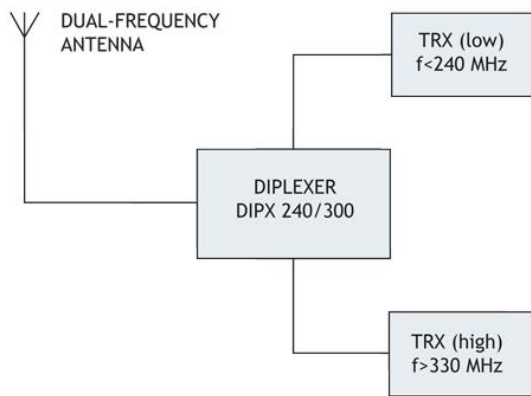 DUAL-FREQUENCY
ANTENNA
TRX (low)
f<240 MHz
DIPLEXER
DIPX 240/300
TRX (high)
f>330 MHz